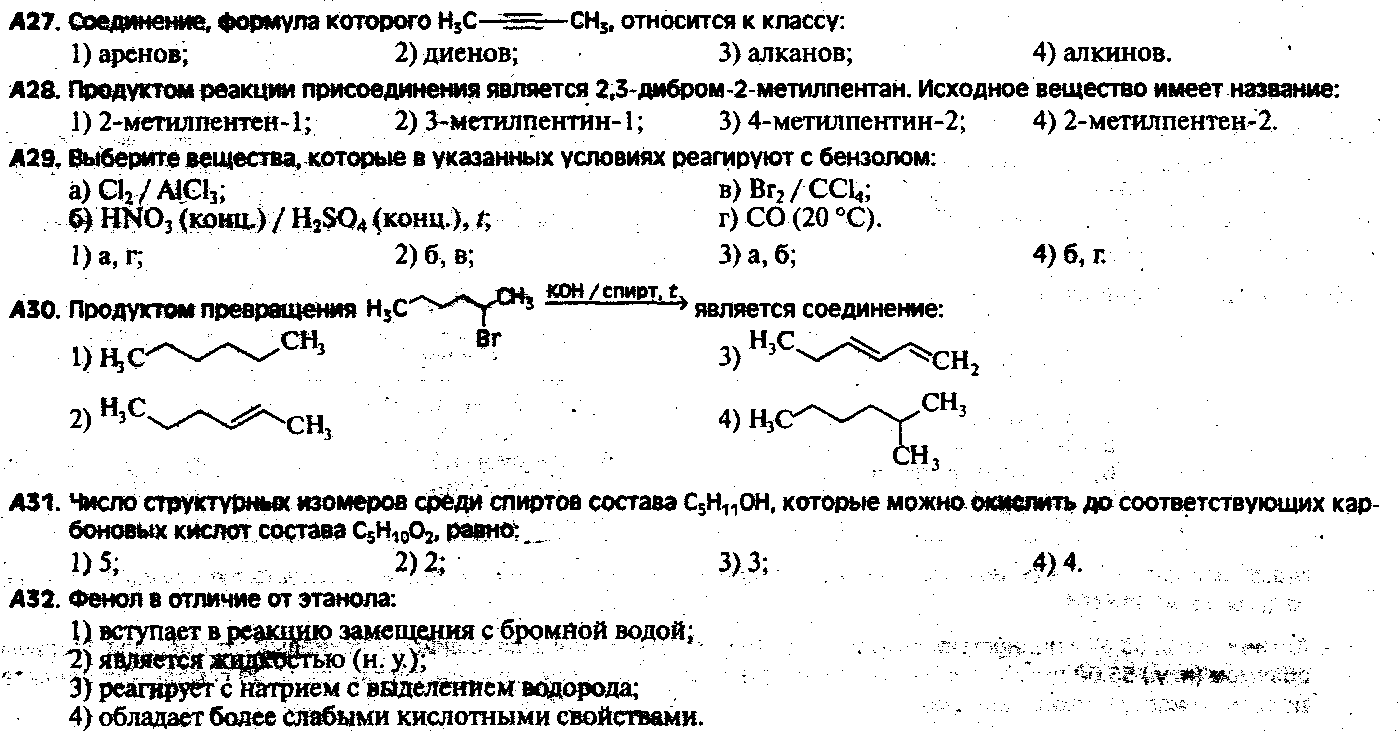 А27. Соединение, формула которого H₃C—≡—CH₃, относится к классу:
1) аренов; 2) диенов; 3) алканов; 4) алкинов.
А28. Продуктом реакции присоединения является 2,3-дибром-2-метилпентан. Исходное вещество имеет название:
1) 2-метилпентен-1; 2) 3-метилпентин-1; 3) 4-метилпентин-2; 4) 2-метилпентен-2.
А29. Выберите вещества, которые в указанных условиях реагируют с бензолом:
а) Cl₂ / AlCl₃; в) Br₂ / CCl₄;
б) HNO₃ (конц.) / H₂SO₄ (конц.), t; г) CO (20 °C).
1) а, г; 2) б, в; 3) а, б; 4) б, г.
А30. Продуктом превращения H₃C CH₃ Br KOH / спирт, t является соединение:
1) H₃C CH₃ 3) H₃C CH₂
2) H₃C CH₃ 4) H₃C CH₃ CH₃
А31. Число структурных изомеров среди спиртов состава C₅H₁₁OH, которые можно окислить до соответствующих кар-
боновых кислот состава C₅H₁₀O₂, равно:
1) 5; 2) 2; 3) 3; 4) 4.
А32. Фенол в отличие от этанола:
1) вступает в реакцию замещения с бромной водой;
2) является жидкостью (н. у.);
3) реагирует с натрием с выделением водорода;
4) обладает более слабыми кислотными свойствами.